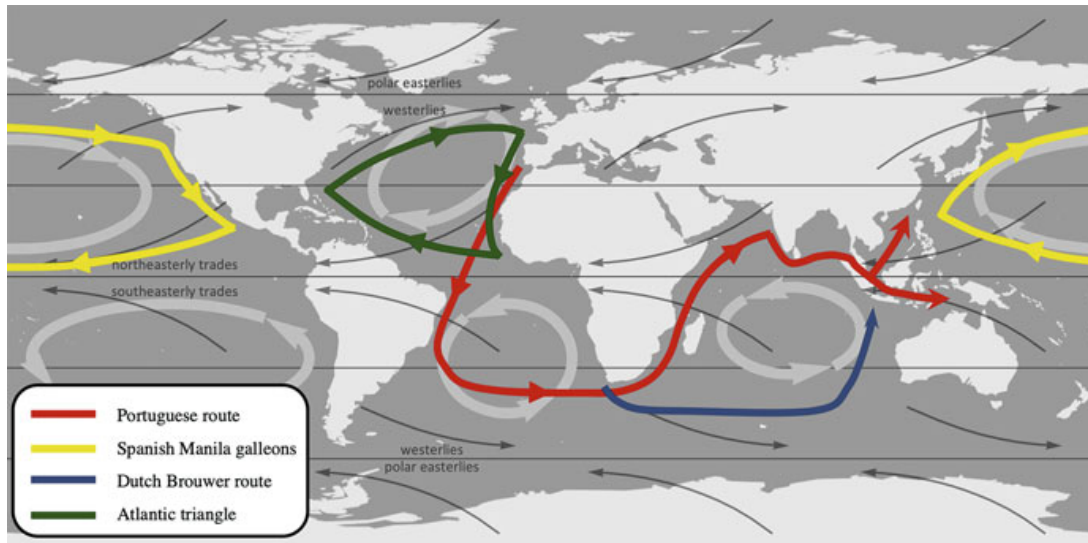 polar easterlies
westerlies
northeasterly trades
southeasterly trades
westerlies
polar easterlies
Portuguese route
Spanish Manila galleons
Dutch Brouwer route
Atlantic triangle